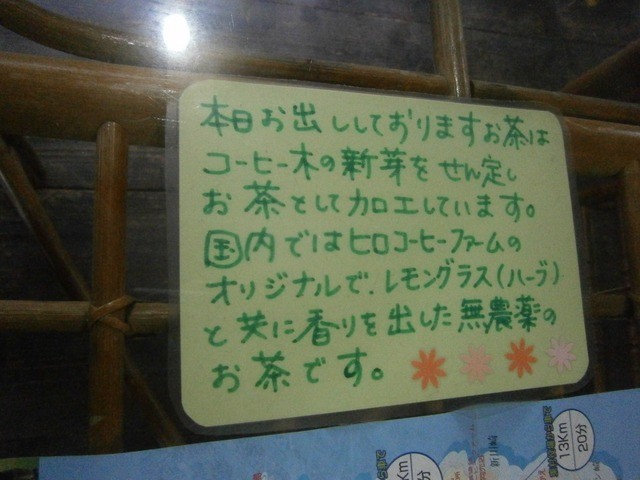 本日お出ししておりますお茶は
コーヒー木の新芽をせん定し
お茶として加工しています。
国内ではヒロコーヒーファームの
オリジナルで、レモングラス(ハーブ)
と共に香りを出した無農薬の
お茶です。
13Km
20分